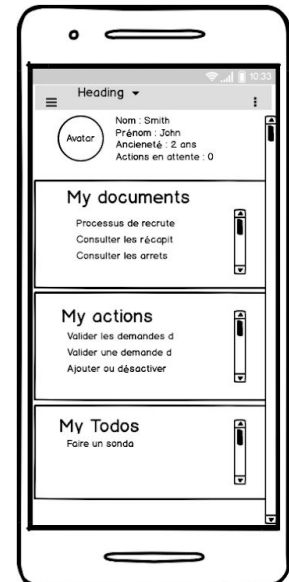 10:33
Heading
Avatar
Nom : Smith
Prénom : John
Ancieneté : 2 ans
Actions en attente : 0
My documents
Processus de recrute
Consulter les récapit
Consulter les arrets
My actions
Valider les demandes d
Valider une demande d
Ajouter ou désactiver
My Todos
Faire un sonda